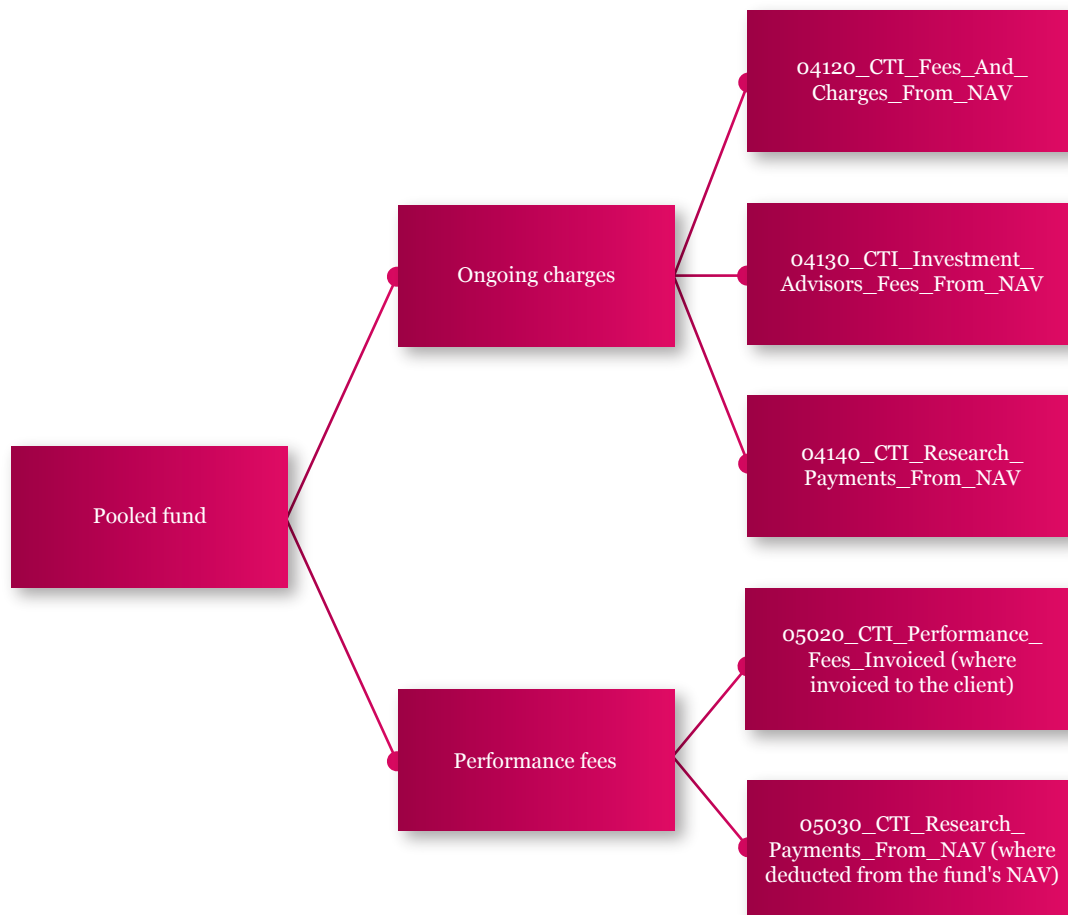 04120_CTI_Fees_And_
Charges_From_NAV
04130_CTI_Investment_
Advisors_Fees_From_NAV
Ongoing charges
04140_CTI_Research_
Payments_From_NAV
Pooled fund
05020_CTI_Performance_
Fees_Invoiced (where
invoiced to the client)
Performance fees
05030_CTI_Research_
Payments_From_NAV (where
deducted from the fund's NAV)